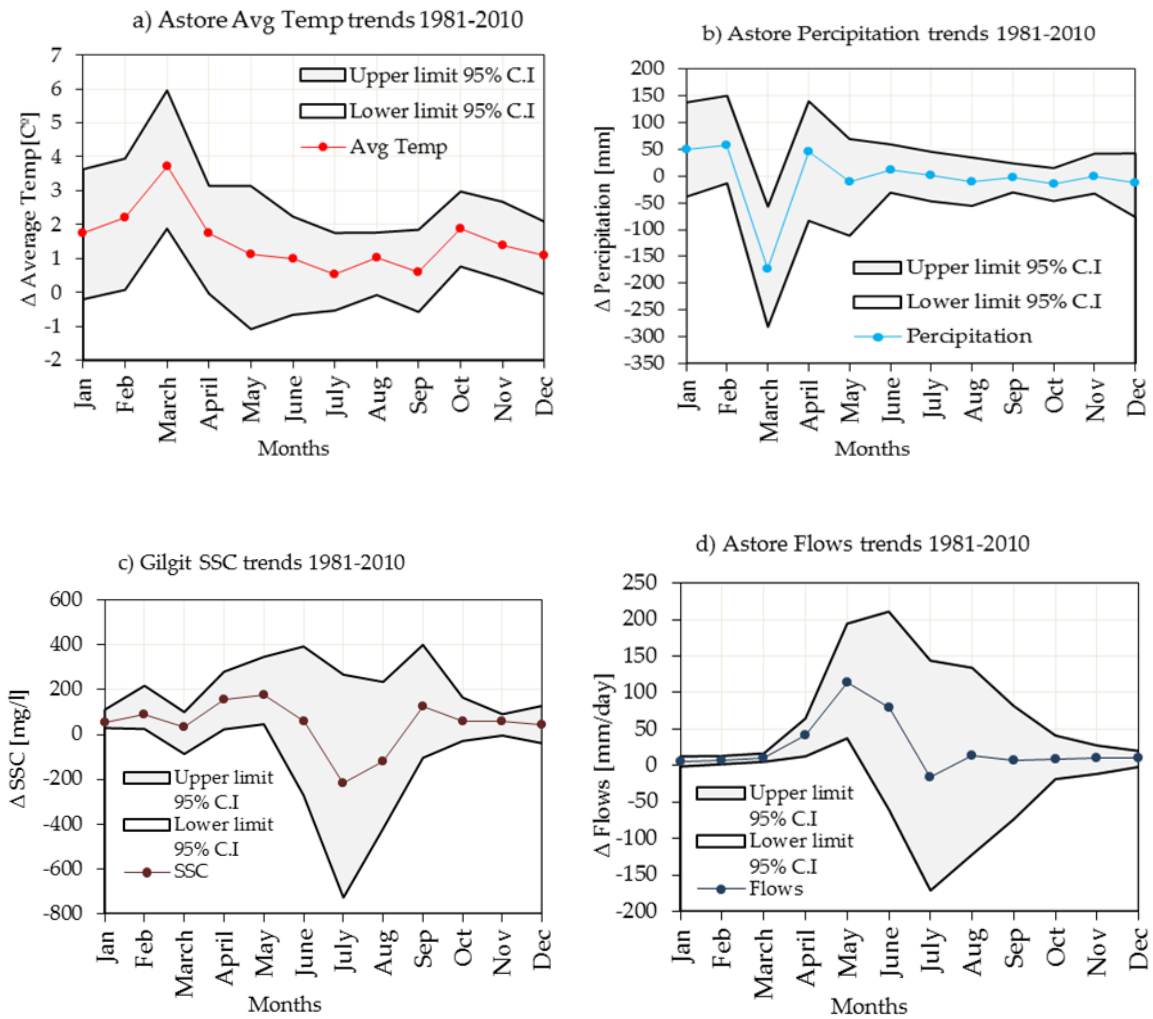 a) Astore Avg Temp trends 1981-2010
7
6
5
4
3
2
1
0
-1
-2
Δ Average Temp [C°]
Upper limit 95% C.I
Lower limit 95% C.I
Avg Temp
Jan
Feb
March
April
May
June
July
Aug
Sep
Oct
Nov
Dec
Months
b) Astore Percipitation trends 1981-2010
200
150
100
50
0
-50
-100
-150
-200
-250
-300
-350
Δ Percipitation [mm]
Upper limit 95% C.I
Lower limit 95% C.I
Percipitation
Jan
Feb
March
April
May
June
July
Aug
Sep
Oct
Nov
Dec
Months
c) Gilgit SSC trends 1981-2010
600
400
200
0
-200
-400
-600
-800
Δ SSC [mg/l]
Upper limit
95% C.I
Lower limit
95% C.I
SSC
Jan
Feb
March
April
May
June
July
Aug
Sep
Oct
Nov
Dec
Months
d) Astore Flows trends 1981-2010
250
200
150
100
50
0
-50
-100
-150
-200
Δ Flows [mm/day]
Upper limit
95% C.I
Lower limit
95% C.I
Flows
Jan
Feb
March
April
May
June
July
Aug
Sep
Oct
Nov
Dec
Months